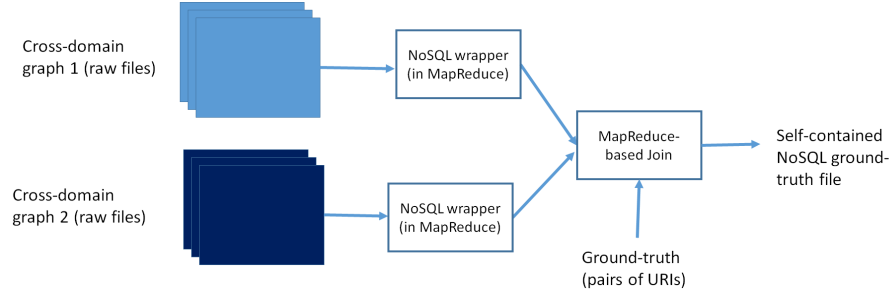 Cross-domain
graph 1 (raw files)
NoSQL wrapper
(in MapReduce)
MapReduce-
based Join
Self-contained
NoSQL ground-
truth file
Cross-domain
graph 2 (raw files)
NoSQL wrapper
(in MapReduce)
Ground-truth
(pairs of URIs)